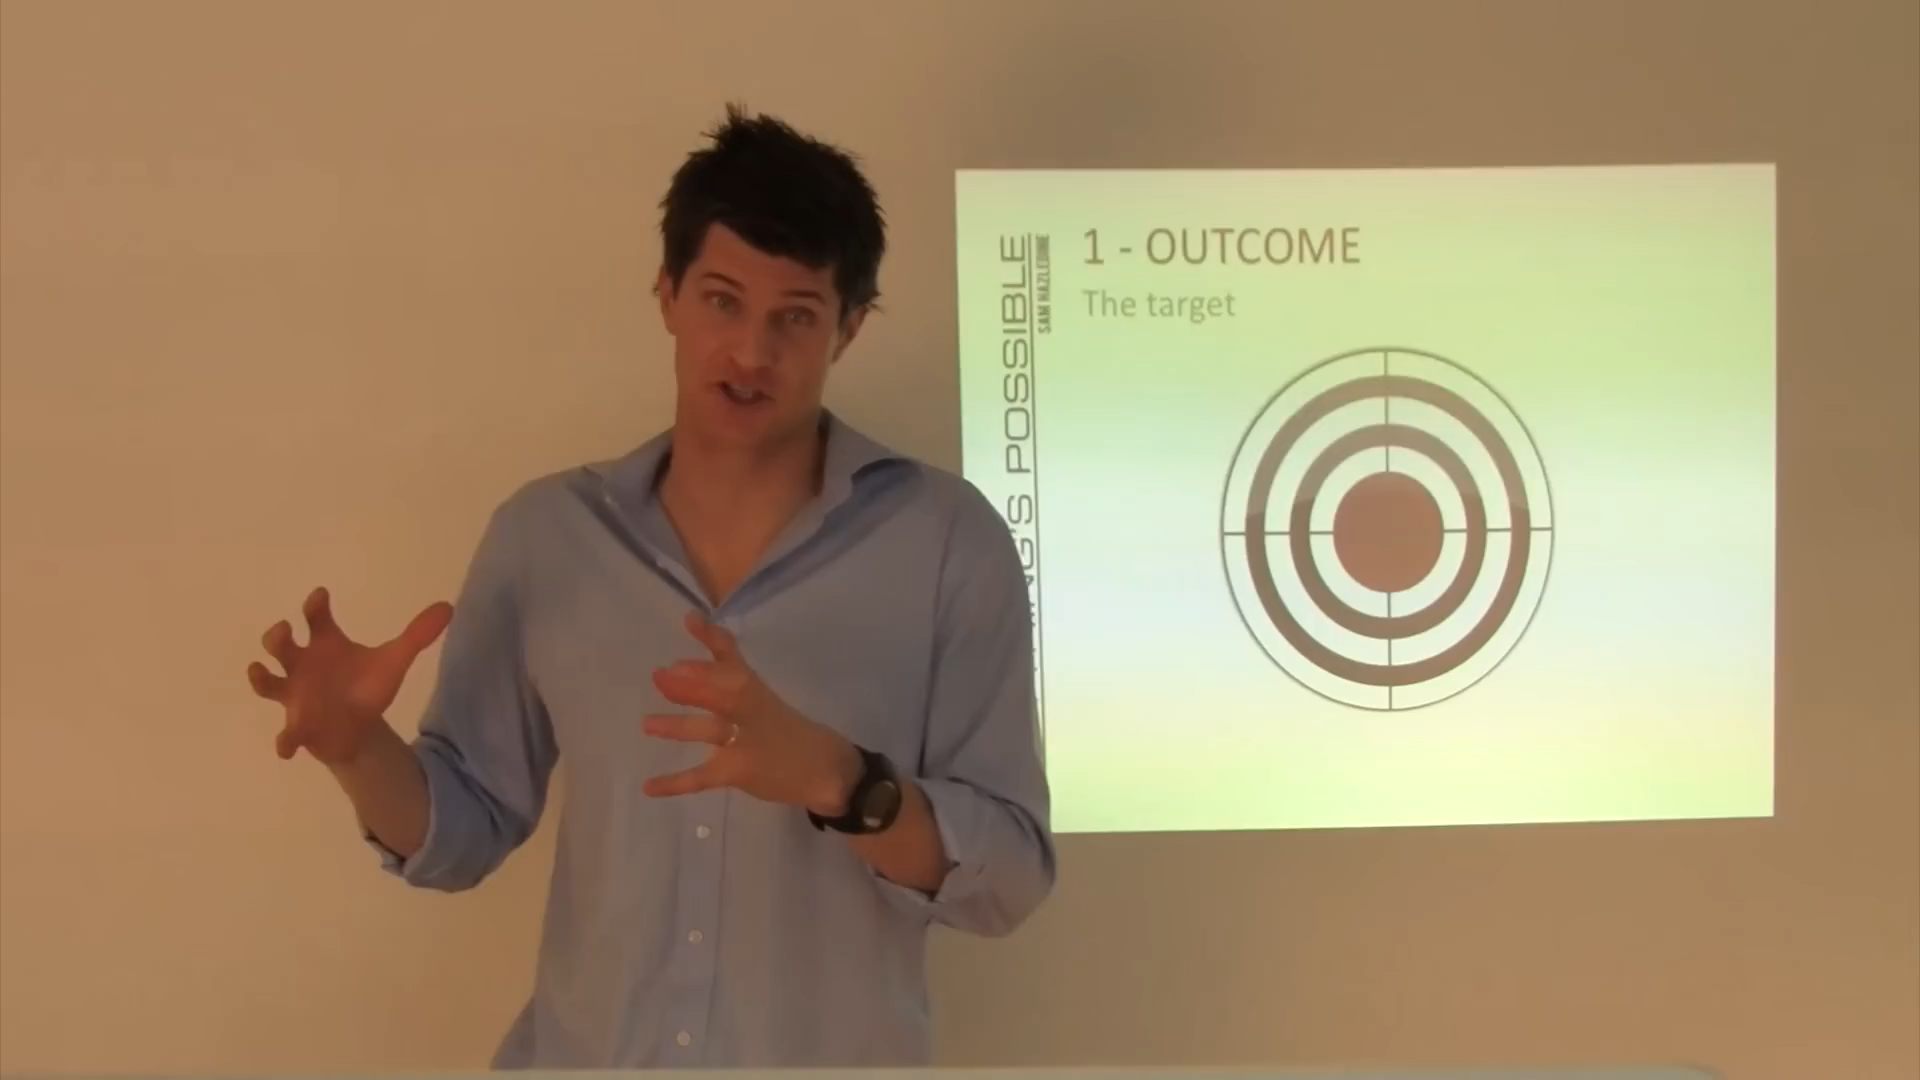 1 - OUTCOME
The target
'S POSSIBLE
SAM HAZLEDINE